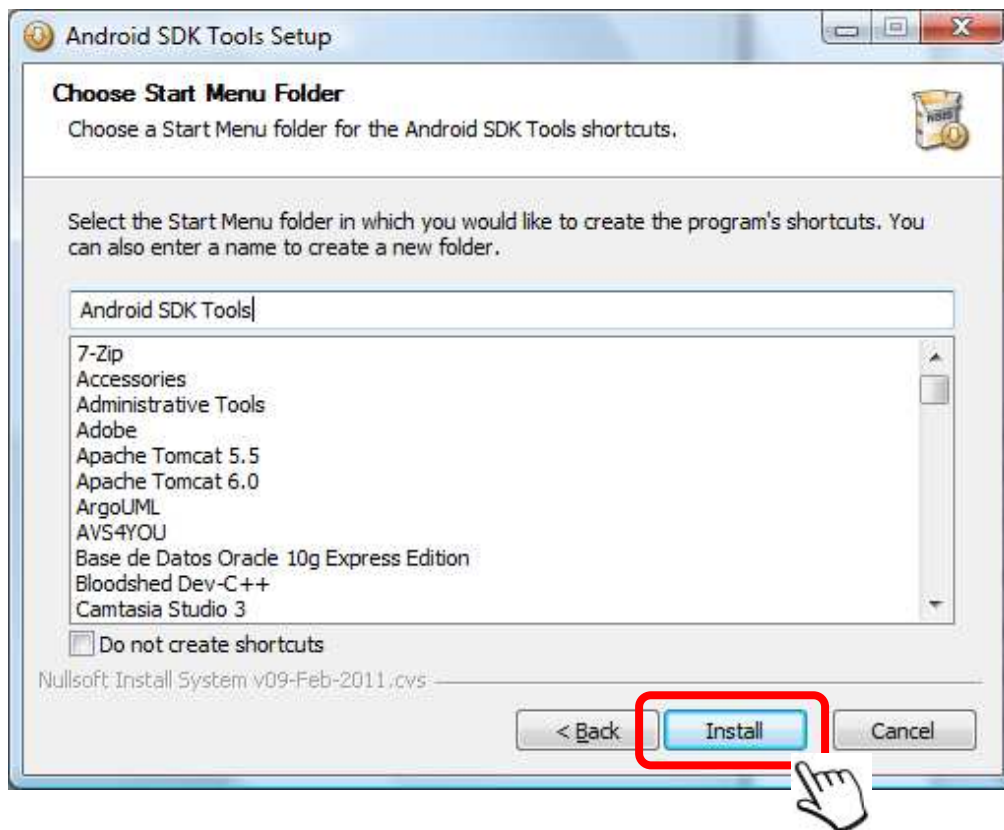 Android SDK Tools Setup
Choose Start Menu Folder
Choose a Start Menu folder for the Android SDK Tools shortcuts.
NSIS
Select the Start Menu folder in which you would like to create the program's shortcuts. You
can also enter a name to create a new folder.
Android SDK Tools
7-Zip
Accessories
Administrative Tools
Adobe
Apache Tomcat 5.5
Apache Tomcat 6.0
ArgoUML
AVS4YOU
Base de Datos Oracle 10g Express Edition
Bloodshed Dev-C++
Camtasia Studio 3
Do not create shortcuts
Nullsoft Install System v09-Feb-2011.cvs
< Back Install Cancel